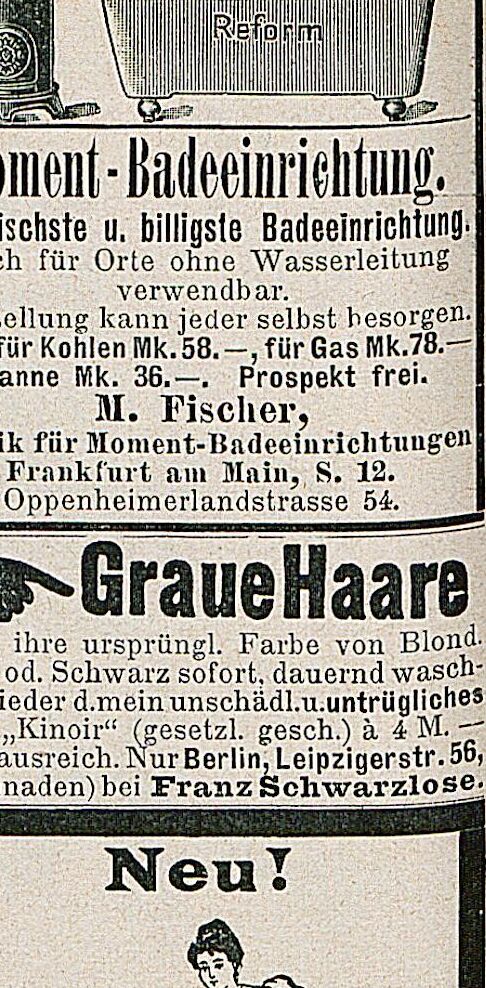 Reform
oment-Badeeinrichtung.
ischste u. billigste Badeeinrichtung.
ch für Orte ohne Wasserleitung
verwendbar.
ellung kann jeder selbst besorgen.
für Kohlen Mk. 58.—, für Gas Mk. 78.—
anne Mk. 36.—. Prospekt frei.
M. Fischer,
ik für Moment-Badeeinrichtungen
Frankfurt am Main, S. 12.
Oppenheimerlandstrasse 54.
Graue Haare
ihre ursprüngl. Farbe von Blond.
od. Schwarz sofort, dauernd wasch-
ieder d. mein unschädl. u. untrügliches
„Kinoir“ (gesetzl. gesch.) à 4 M. —
ausreich. Nur Berlin, Leipzigerstr. 56,
naden) bei Franz Schwarzlose.
Neu!